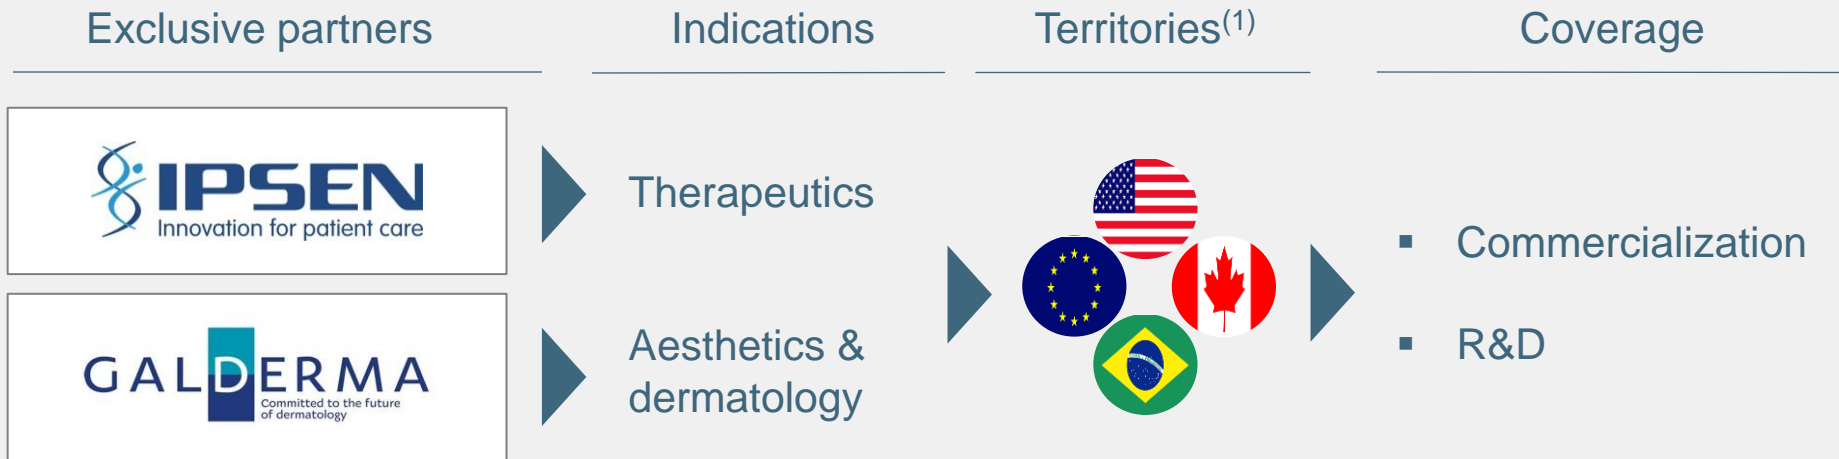 Exclusive partners
Indications
Territories(1)
Coverage
IPSEN
Innovation for patient care
Therapeutics
GALDERMA
Committed to the future
of dermatology
Aesthetics &
dermatology
▪ Commercialization
▪ R&D